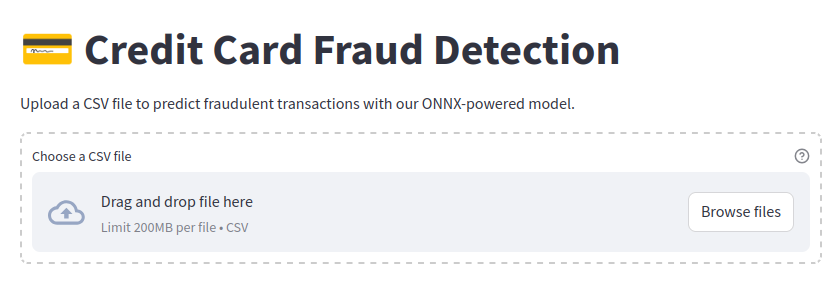 Credit Card Fraud Detection
Upload a CSV file to predict fraudulent transactions with our ONNX-powered model.
Choose a CSV file
Drag and drop file here
Limit 200MB per file • CSV
Browse files